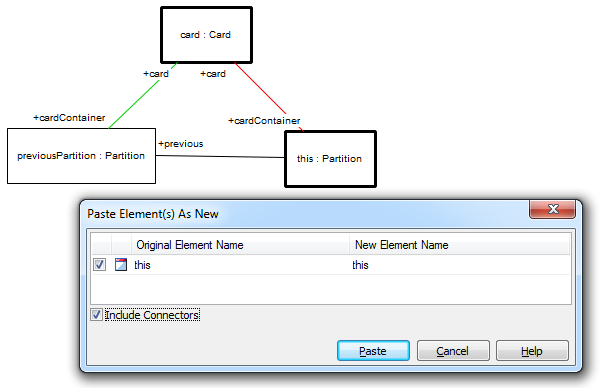 card : Card
+card +card
+cardContainer
+cardContainer
+previous
previousPartition : Partition
this : Partition
Paste Element(s) As New
Original Element Name New Element Name
this this
Include Connectors
Paste Cancel Help